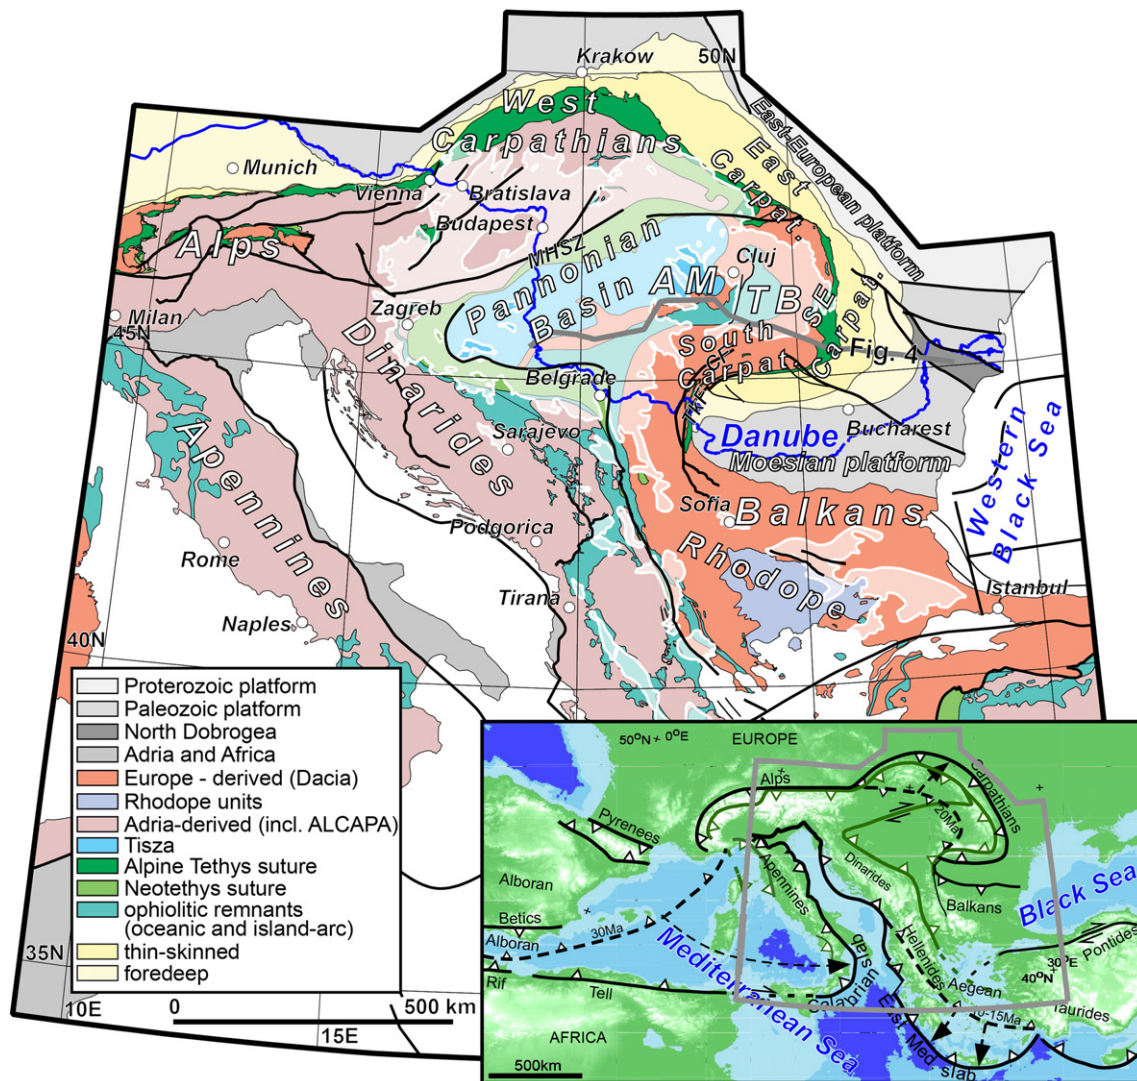 Krakow
50N
West
Carpathians
East-European platform
East
Carpat.
Munich
Vienna
Bratislava
Budapest
Alps
MHSZ
Pannonian
Basin
Cluj
AM
TB
SE-
Carpat.
Zagreb
Milan
45N
South
Carpat.
Fig. 4
CF
TkF
Dinarides
Belgrade
Sarajevo
Danube
Bucharest
Moesian platform
Western
Black Sea
Apennines
Sofia
Balkans
Podgorica
Rhodope
Rome
Tirana
Istanbul
Naples
40N
Proterozoic platform
Paleozoic platform
North Dobrogea
Adria and Africa
Europe - derived (Dacia)
Rhodope units
Adria-derived (incl. ALCAPA)
Tisza
Alpine Tethys suture
Neotethys suture
ophiolitic remnants
(oceanic and island-arc)
thin-skinned
foredeep
35N
10E
0
500 km
15E
50°N
0°E
EUROPE
Alps
Carpathians
20Ma
Pyrenees
Apennines
Dinarides
Alboran
Balkans
Black Sea
Betics
30Ma
Alboran
Mediterranean Sea
Calabrian
slab
Hellenides
Pontides
30°E
40°N
Aegean
Rif
Tell
10-15Ma
Taurides
East Med. slab
AFRICA
500km